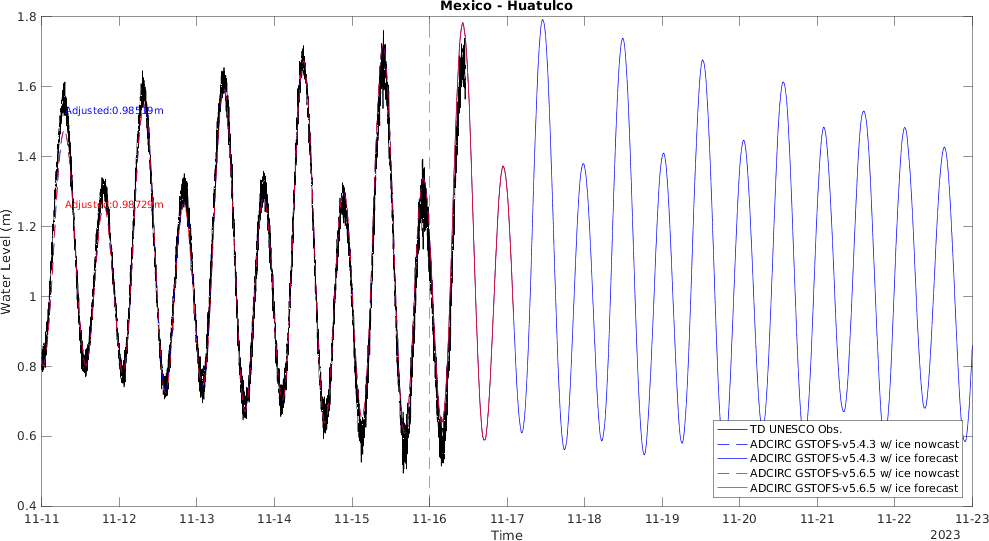 Mexico - Huatulco
1.8
1.6
1.4
1.2
1
0.8
0.6
0.4
Water Level (m)
Adjusted:0.98519m
Adjusted:0.98729m
TD UNESCO Obs.
ADCIRC GSTOFS-v5.4.3 w/ ice nowcast
ADCIRC GSTOFS-v5.4.3 w/ ice forecast
ADCIRC GSTOFS-v5.6.5 w/ ice nowcast
ADCIRC GSTOFS-v5.6.5 w/ ice forecast
11-11 11-12 11-13 11-14 11-15 11-16 11-17 11-18 11-19 11-20 11-21 11-22 11-23
Time
2023